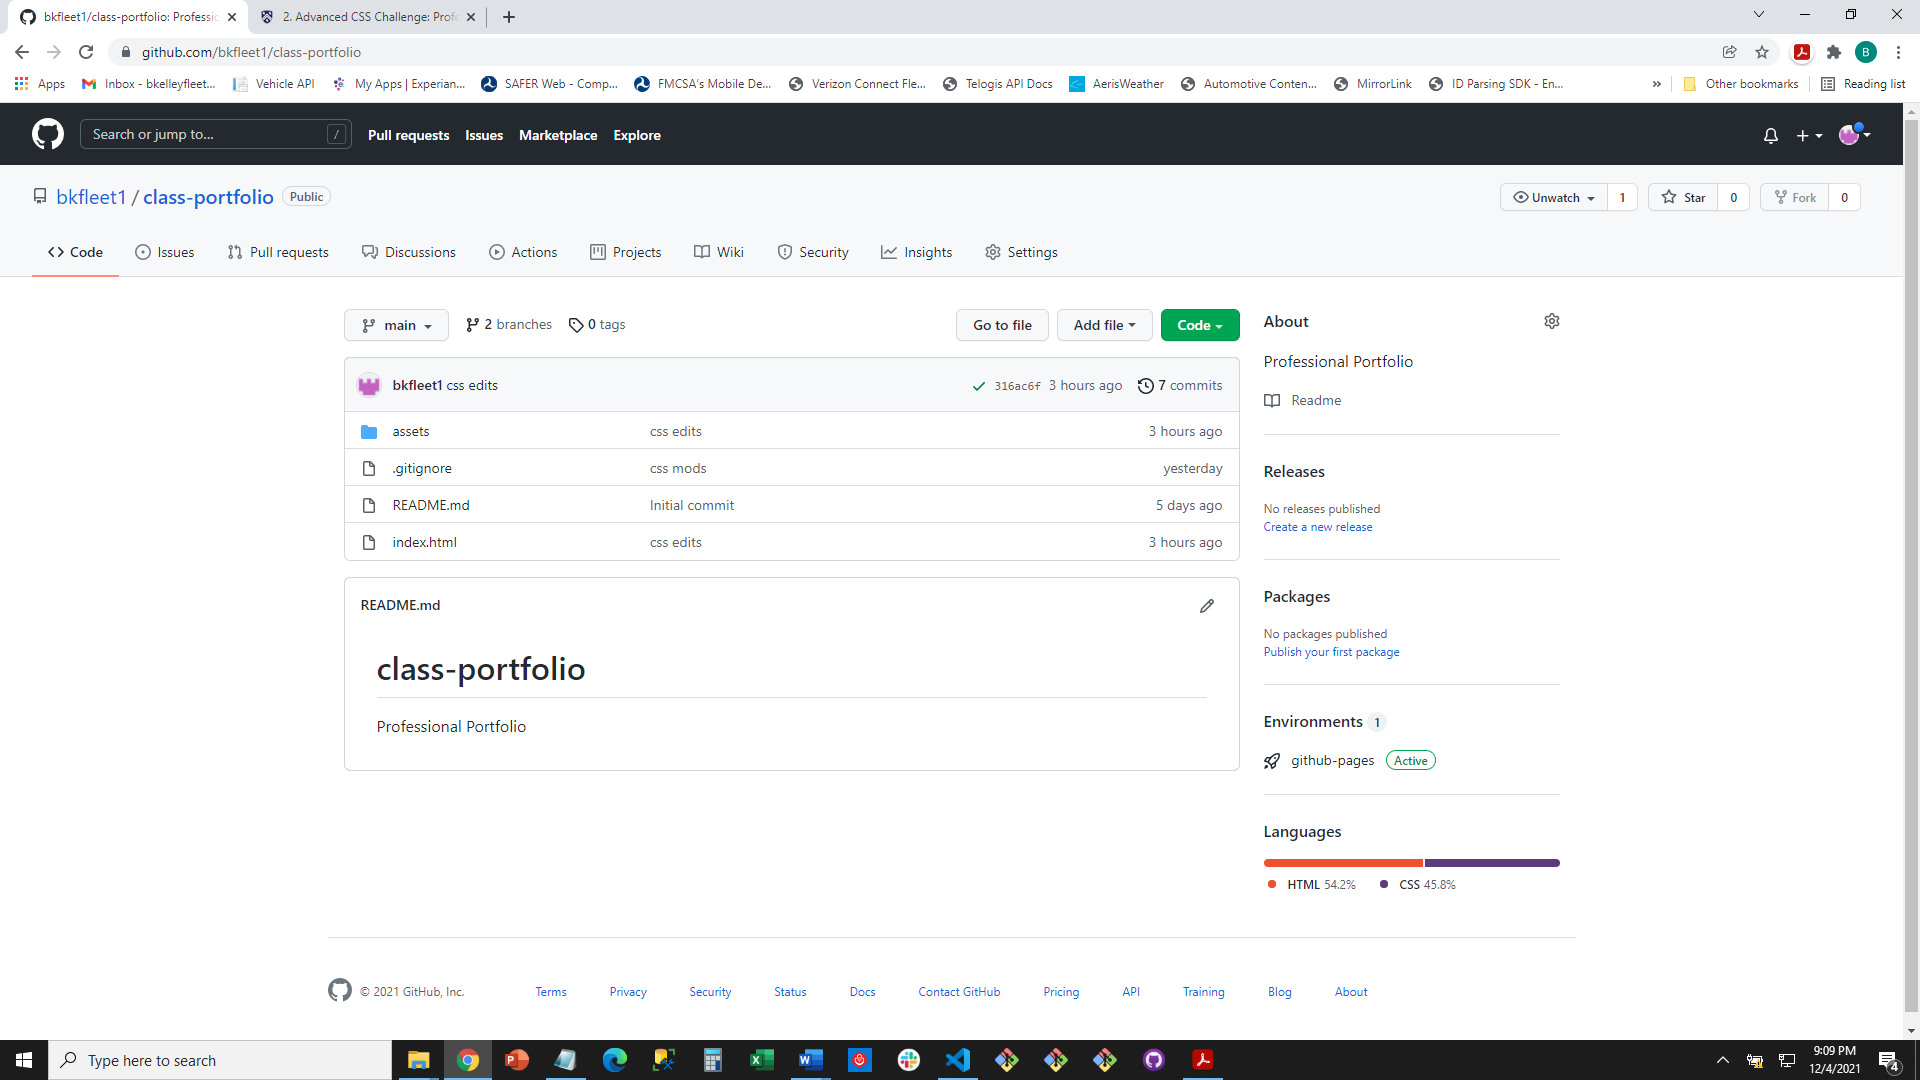 bkfleet1/class-portfolio: Professio
2. Advanced CSS Challenge: Profe
github.com/bkfleet1/class-portfolio
B
Apps
Inbox - bkelleyfleet...
Vehicle API
My Apps | Experian...
SAFER Web - Comp...
FMCSA's Mobile De...
Verizon Connect Fle...
Telogis API Docs
AerisWeather
Automotive Conten...
MirrorLink
ID Parsing SDK - En...
»
Other bookmarks
Reading list
Search or jump to...
/
Pull requests
Issues
Marketplace
Explore
bkfleet1 / class-portfolio
Public
Unwatch
1
Star
0
Fork
0
Code
Issues
Pull requests
Discussions
Actions
Projects
Wiki
Security
Insights
Settings
main
2 branches
0 tags
Go to file
Add file
Code
bkfleet1 css edits
316ac6f
3 hours ago
7 commits
assets
css edits
3 hours ago
.gitignore
css mods
yesterday
README.md
Initial commit
5 days ago
index.html
css edits
3 hours ago
README.md
class-portfolio
Professional Portfolio
About
Professional Portfolio
Readme
Releases
No releases published
Create a new release
Packages
No packages published
Publish your first package
Environments 1
github-pages
Active
Languages
HTML 54.2%
CSS 45.8%
© 2021 GitHub, Inc.
Terms
Privacy
Security
Status
Docs
Contact GitHub
Pricing
API
Training
Blog
About
Type here to search
9:09 PM
12/4/2021
4